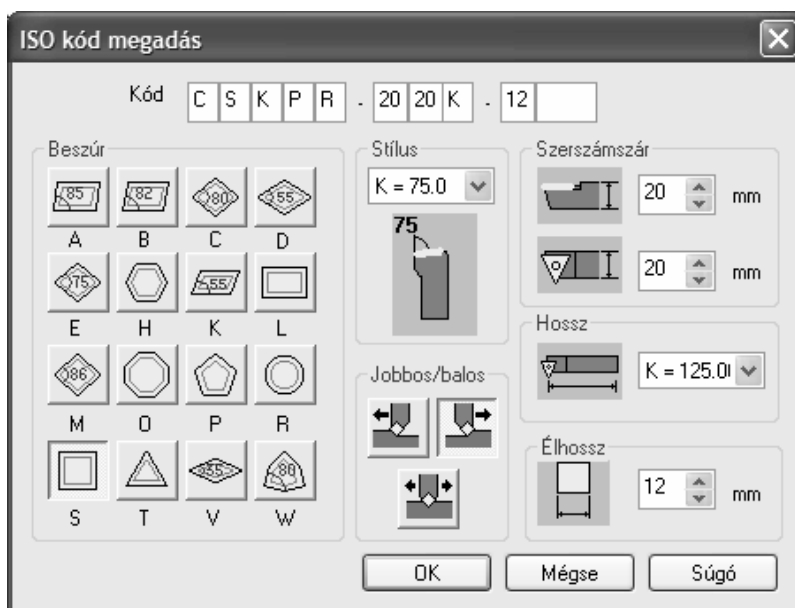 ISO kód megadás
Kód C S K P R - 20 20 K - 12
Beszúr
85 82 80 55
A B C D
75 55
E H K L
86
M O P R
55 80
S T V W
Stílus
K = 75.0
75
Jobbos/balos
Szerszámszár
20 mm
20 mm
Hossz
K = 125.0
Élhossz
12 mm
OK Mégse Súgó